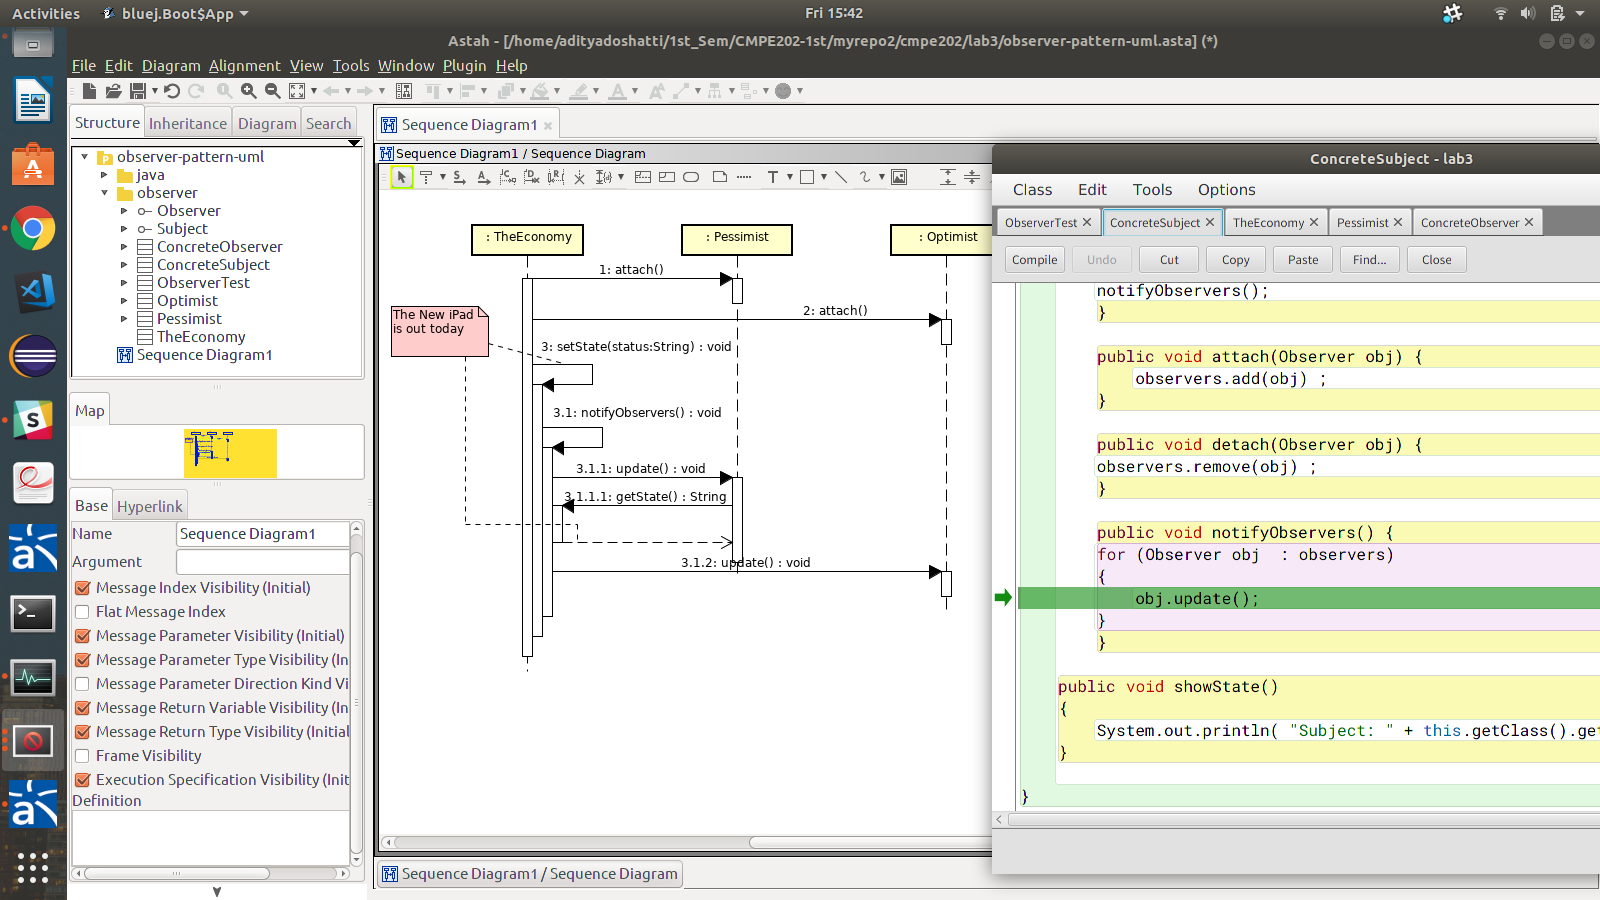 Activities
bluej.Boot$App
Fri 15:42
Astah - [/home/adityadoshatti/1st_Sem/CMPE202-1st/myrepo2/cmpe202/lab3/observer-pattern-uml.asta] (*)
File Edit Diagram Alignment View Tools Window Plugin Help
Structure Inheritance Diagram Search
observer-pattern-uml
java
observer
Observer
Subject
ConcreteObserver
ConcreteSubject
ObserverTest
Optimist
Pessimist
TheEconomy
Sequence Diagram1
Map
Base Hyperlink
Name Sequence Diagram1
Argument
Message Index Visibility (Initial)
Flat Message Index
Message Parameter Visibility (Initial)
Message Parameter Type Visibility (In
Message Parameter Direction Kind Vi
Message Return Variable Visibility (In
Message Return Type Visibility (Initial
Frame Visibility
Execution Specification Visibility (Init
Definition
Sequence Diagram1
Sequence Diagram1 / Sequence Diagram
: TheEconomy
: Pessimist
: Optimist
1: attach()
2: attach()
The New iPad
is out today
3: setState(status:String) : void
3.1: notifyObservers() : void
3.1.1: update() : void
3.1.1.1: getState() : String
3.1.2: update() : void
Sequence Diagram1 / Sequence Diagram
ConcreteSubject - lab3
Class Edit Tools Options
ObserverTest ConcreteSubject TheEconomy Pessimist ConcreteObserver
Compile Undo Cut Copy Paste Find... Close
notifyObservers();
}
public void attach(Observer obj) {
observers.add(obj) ;
}
public void detach(Observer obj) {
observers.remove(obj) ;
}
public void notifyObservers() {
for (Observer obj  : observers)
{
obj.update();
}
}
public void showState()
{
System.out.println( "Subject: " + this.getClass().get
}
}